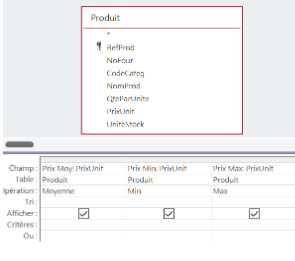 Produit
*
RefProd
NoFour
CodeCateg
NomProd
QteParUnite
PrixUnit
UniteStock
Champ : Prix Moy: PrixUnit Prix Min: PrixUnit Prix Max: PrixUnit
Table : Produit Produit Produit
Opération : Moyenne Min Max
Tri :
Afficher :
Critères :
Ou :